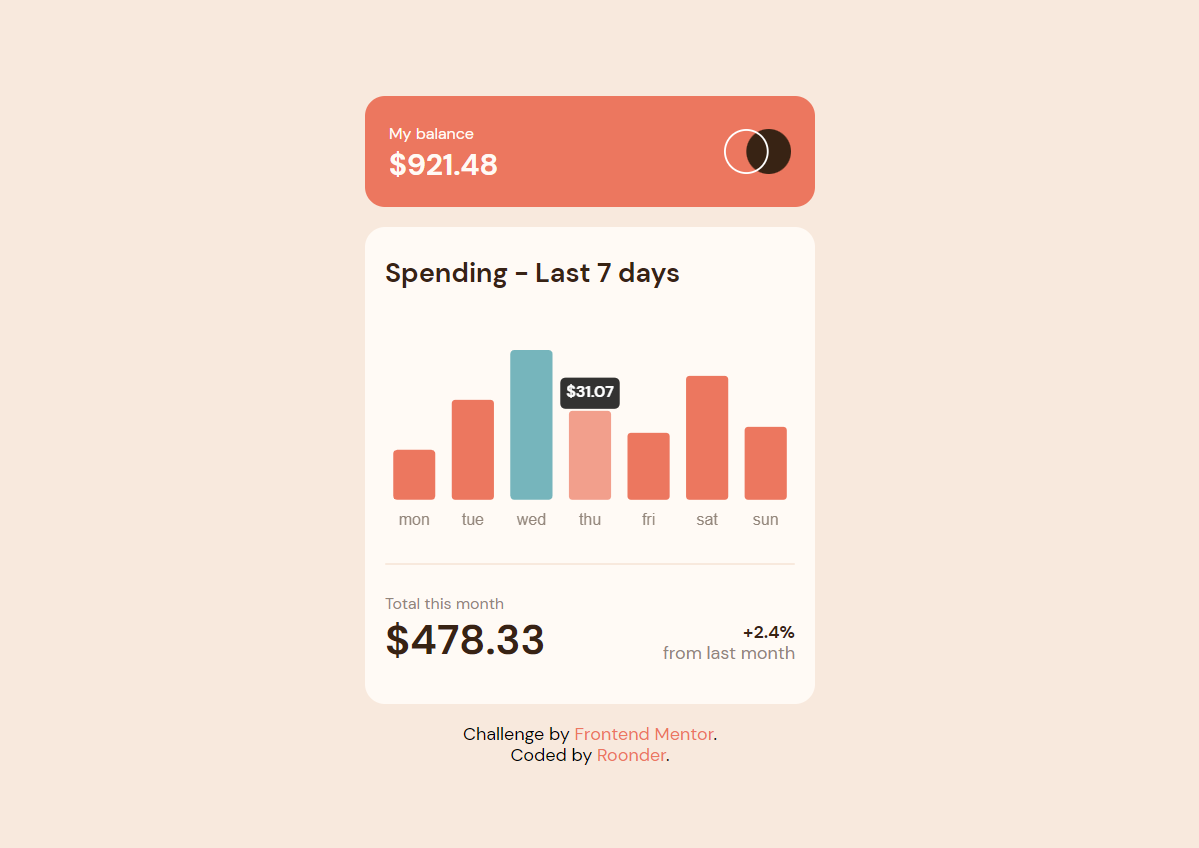 My balance
$921.48
Spending - Last 7 days
$31.07
mon tue wed thu fri sat sun
Total this month
$478.33
+2.4%
from last month
Challenge by Frontend Mentor.
Coded by Roonder.